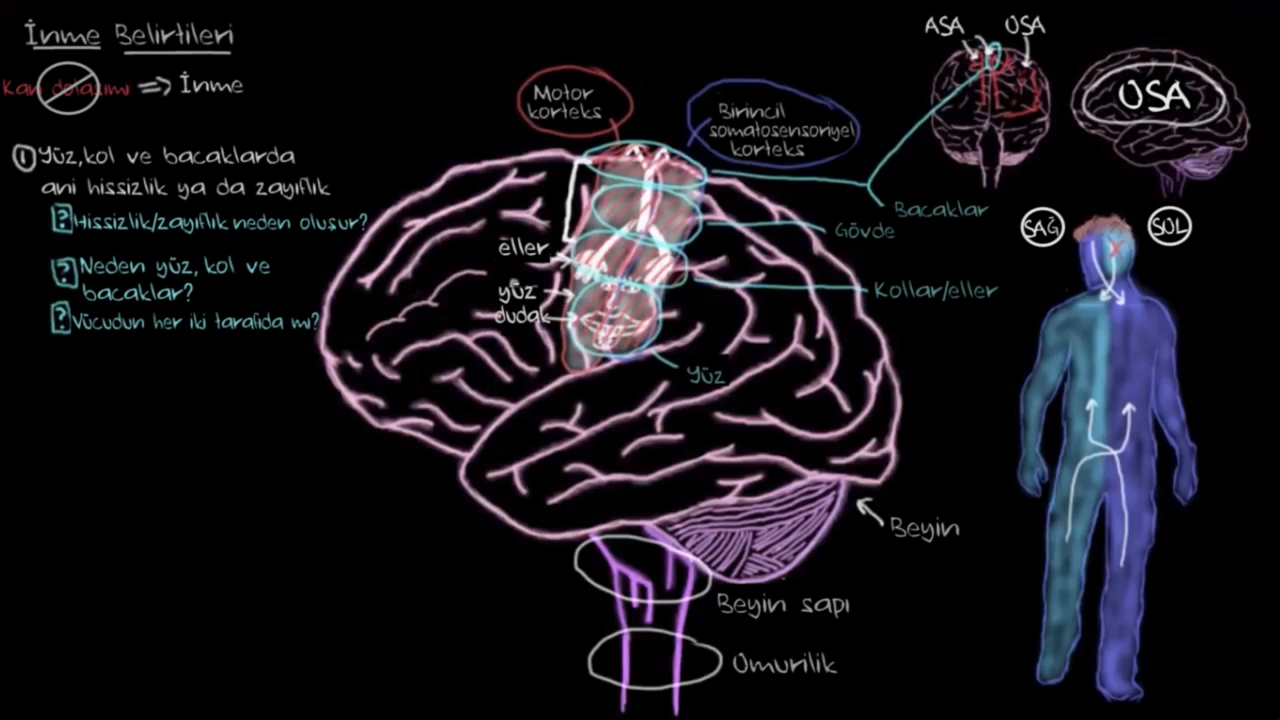 İnme Belirtileri
Kan dolaşımı => İnme
① Yüz, kol ve bacaklarda
ani hissizlik ya da zayıflık
? Hissizlik/zayıflık neden oluşur?
? Neden yüz, kol ve
bacaklar?
? Vücudun her iki tarafıda mı?
Motor
korteks
Birincil
somatosensoriyel
korteks
eller
yüz
dudak
Bacaklar
Gövde
Kollar/eller
Yüz
Beyin
Beyin sapı
Omurilik
ASA
OSA
OSA
SAĞ
SOL